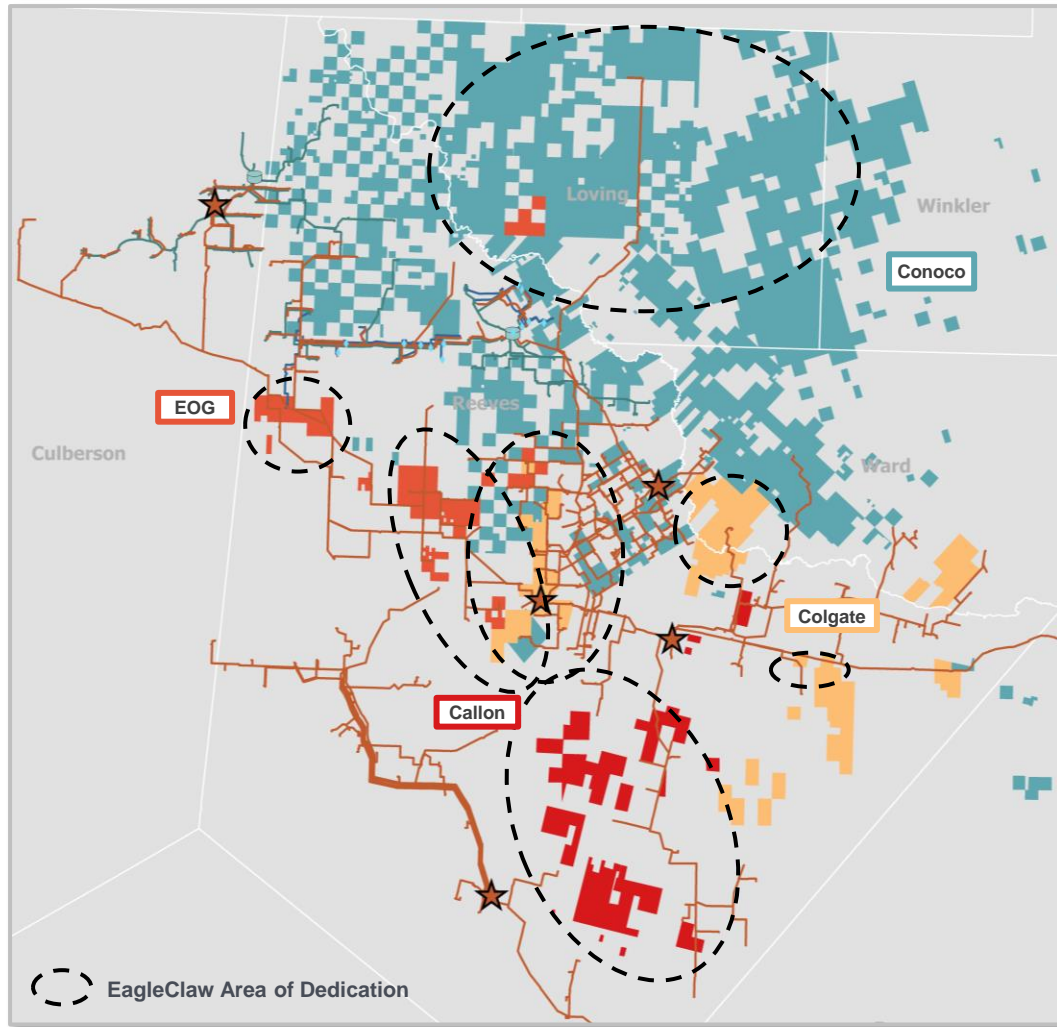 Loving
Winkler
Conoco
EOG
Reeves
Culberson
Ward
Colgate
Callon
EagleClaw Area of Dedication